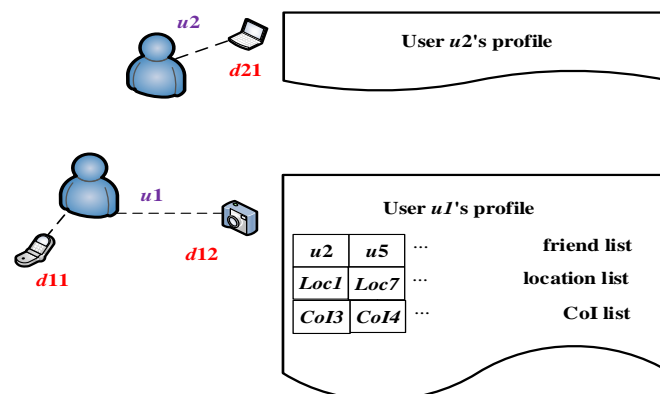 u2
d21
User u2's profile
u1
d11
d12
User u1's profile
u2 u5 ... friend list
Loc1 Loc7 ... location list
CoI3 CoI4 ... CoI list